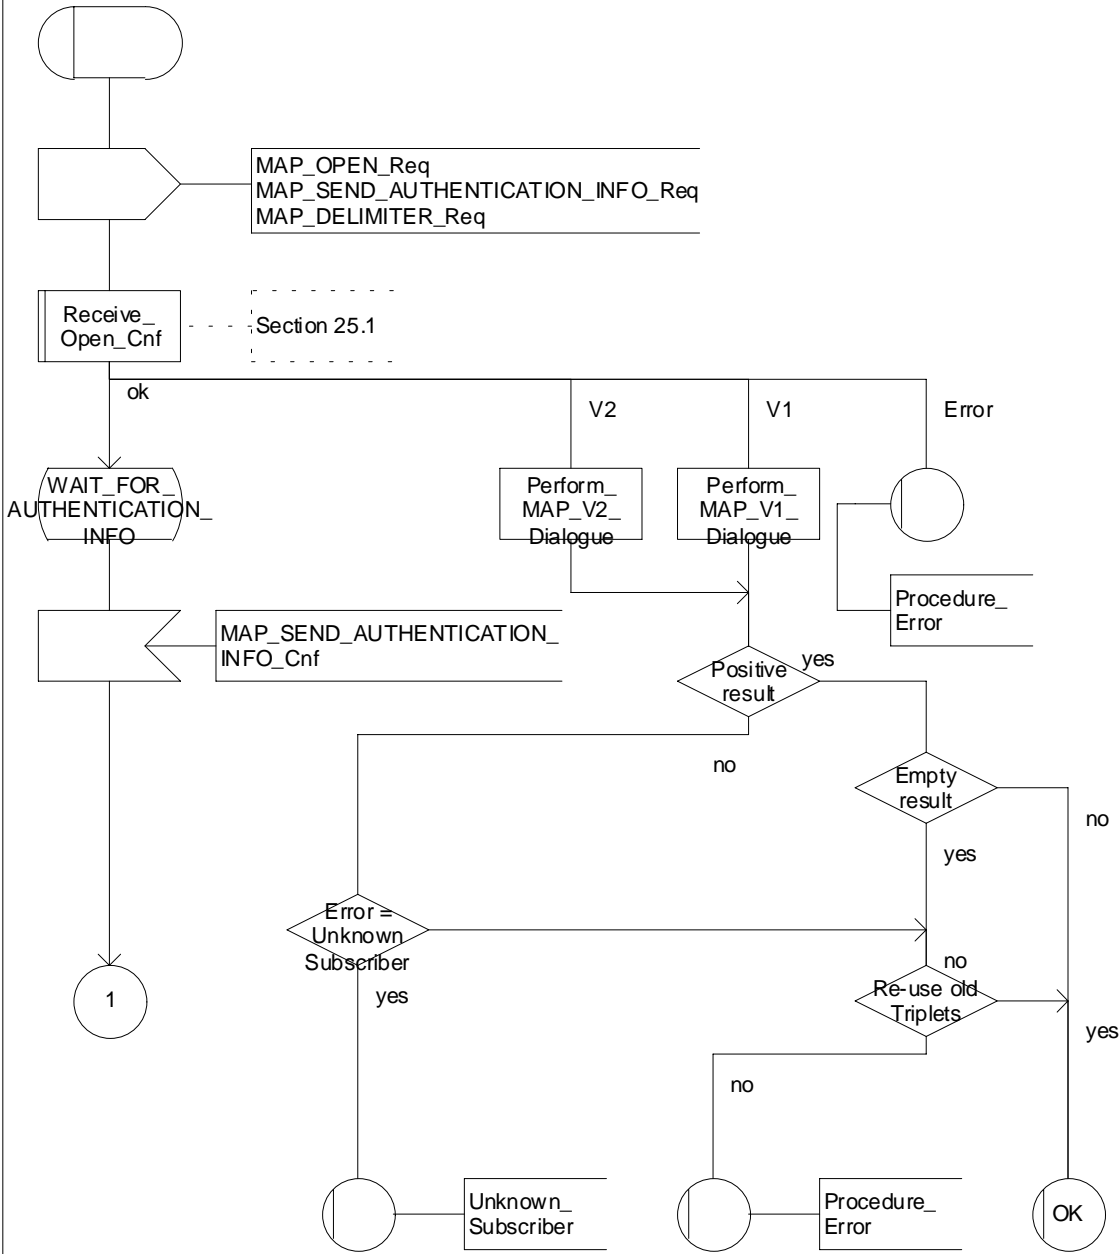 MAP_OPEN_Req
MAP_SEND_AUTHENTICATION_INFO_Req
MAP_DELIMITER_Req
Receive_
Open_Cnf
Section 25.1
ok
V2
V1
Error
WAIT_FOR_
AUTHENTICATION_
INFO
Perform_
MAP_V2_
Dialogue
Perform_
MAP_V1_
Dialogue
Procedure_
Error
MAP_SEND_AUTHENTICATION_
INFO_Cnf
Positive
result
yes
no
Empty
result
no
yes
Error =
Unknown
Subscriber
no
yes
Re-use old
Triplets
1
yes
no
Unknown_
Subscriber
Procedure_
Error
OK